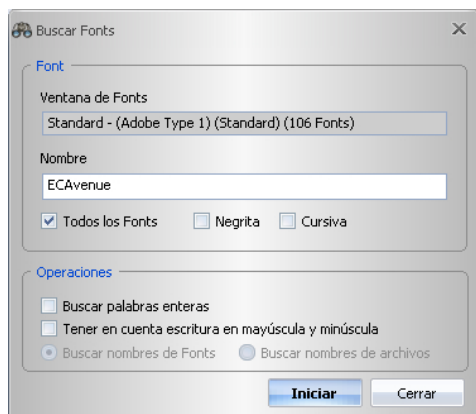 Buscar Fonts
Font
Ventana de Fonts
Standard - (Adobe Type 1) (Standard) (106 Fonts)
Nombre
ECAvenue
Todos los Fonts Negrita Cursiva
Operaciones
Buscar palabras enteras
Tener en cuenta escritura en mayúscula y minúscula
Buscar nombres de Fonts Buscar nombres de archivos
Iniciar Cerrar